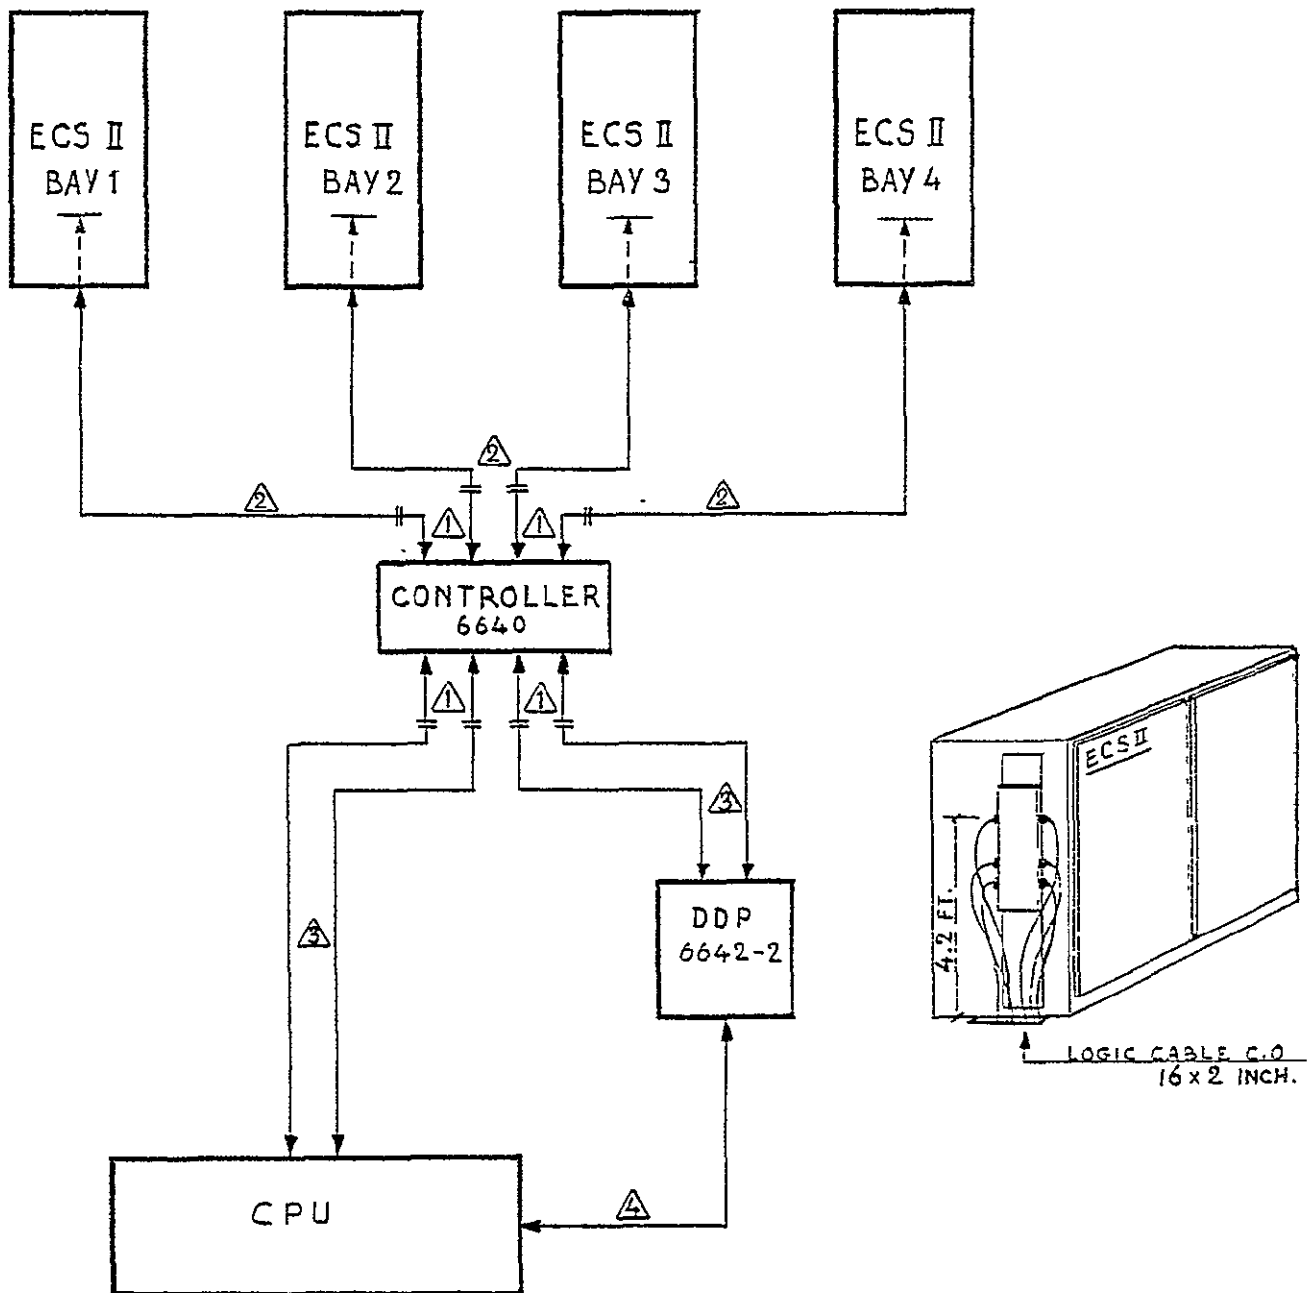 ECS II
BAY 1
ECS II
BAY 2
ECS II
BAY 3
ECS II
BAY 4
2
2
2
1
1
CONTROLLER
6640
1
1
3
3
DDP
6642-2
CPU
4
ECS II
4.2 FT.
LOGIC CABLE C.O
16 x 2 INCH.